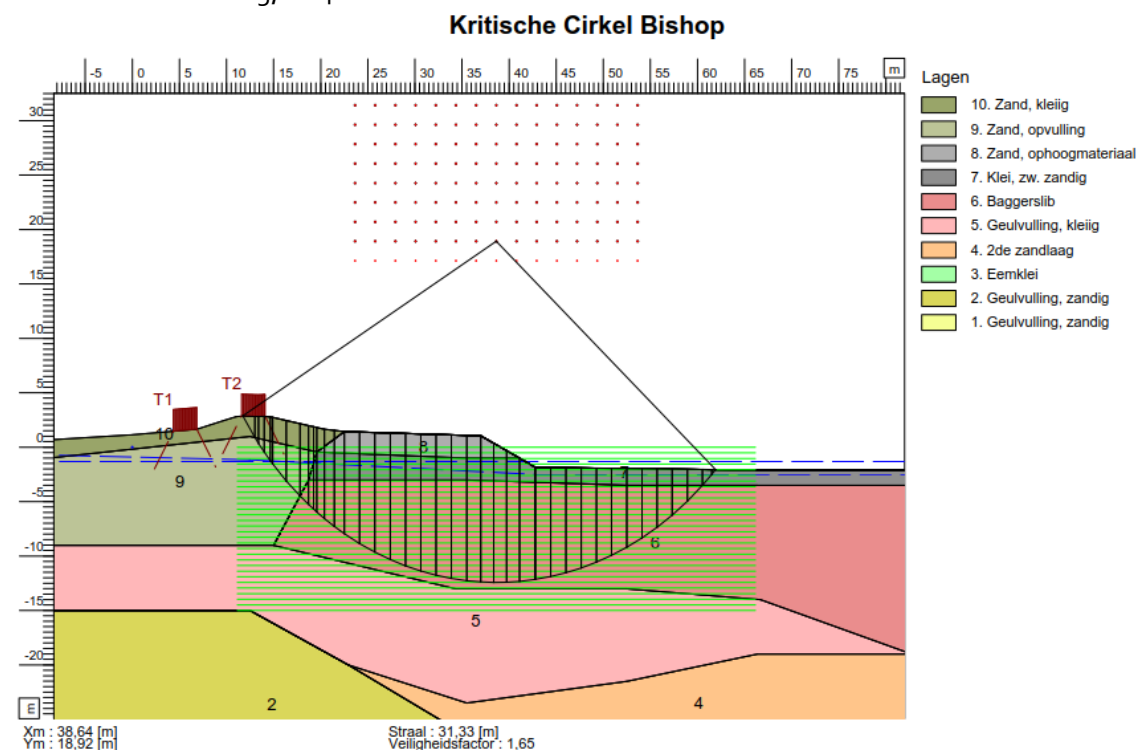 Kritische Cirkel Bishop
-5 0 5 10 15 20 25 30 35 40 45 50 55 60 65 70 75 m
Lagen
10. Zand, kleiig
9. Zand, opvulling
8. Zand, ophoogmateriaal
7. Klei, zw. zandig
6. Baggerslib
5. Geulvulling, kleiig
4. 2de zandlaag
3. Eemklei
2. Geulvulling, zandig
1. Geulvulling, zandig
30
25
20
15
10
5
0
-5
-10
-15
-20
m
T1
T2
10
8
9
7
6
5
2
4
Xm : 38,64 [m]
Ym : 18,92 [m]
Straal : 31,33 [m]
Veiligheidsfactor : 1,65